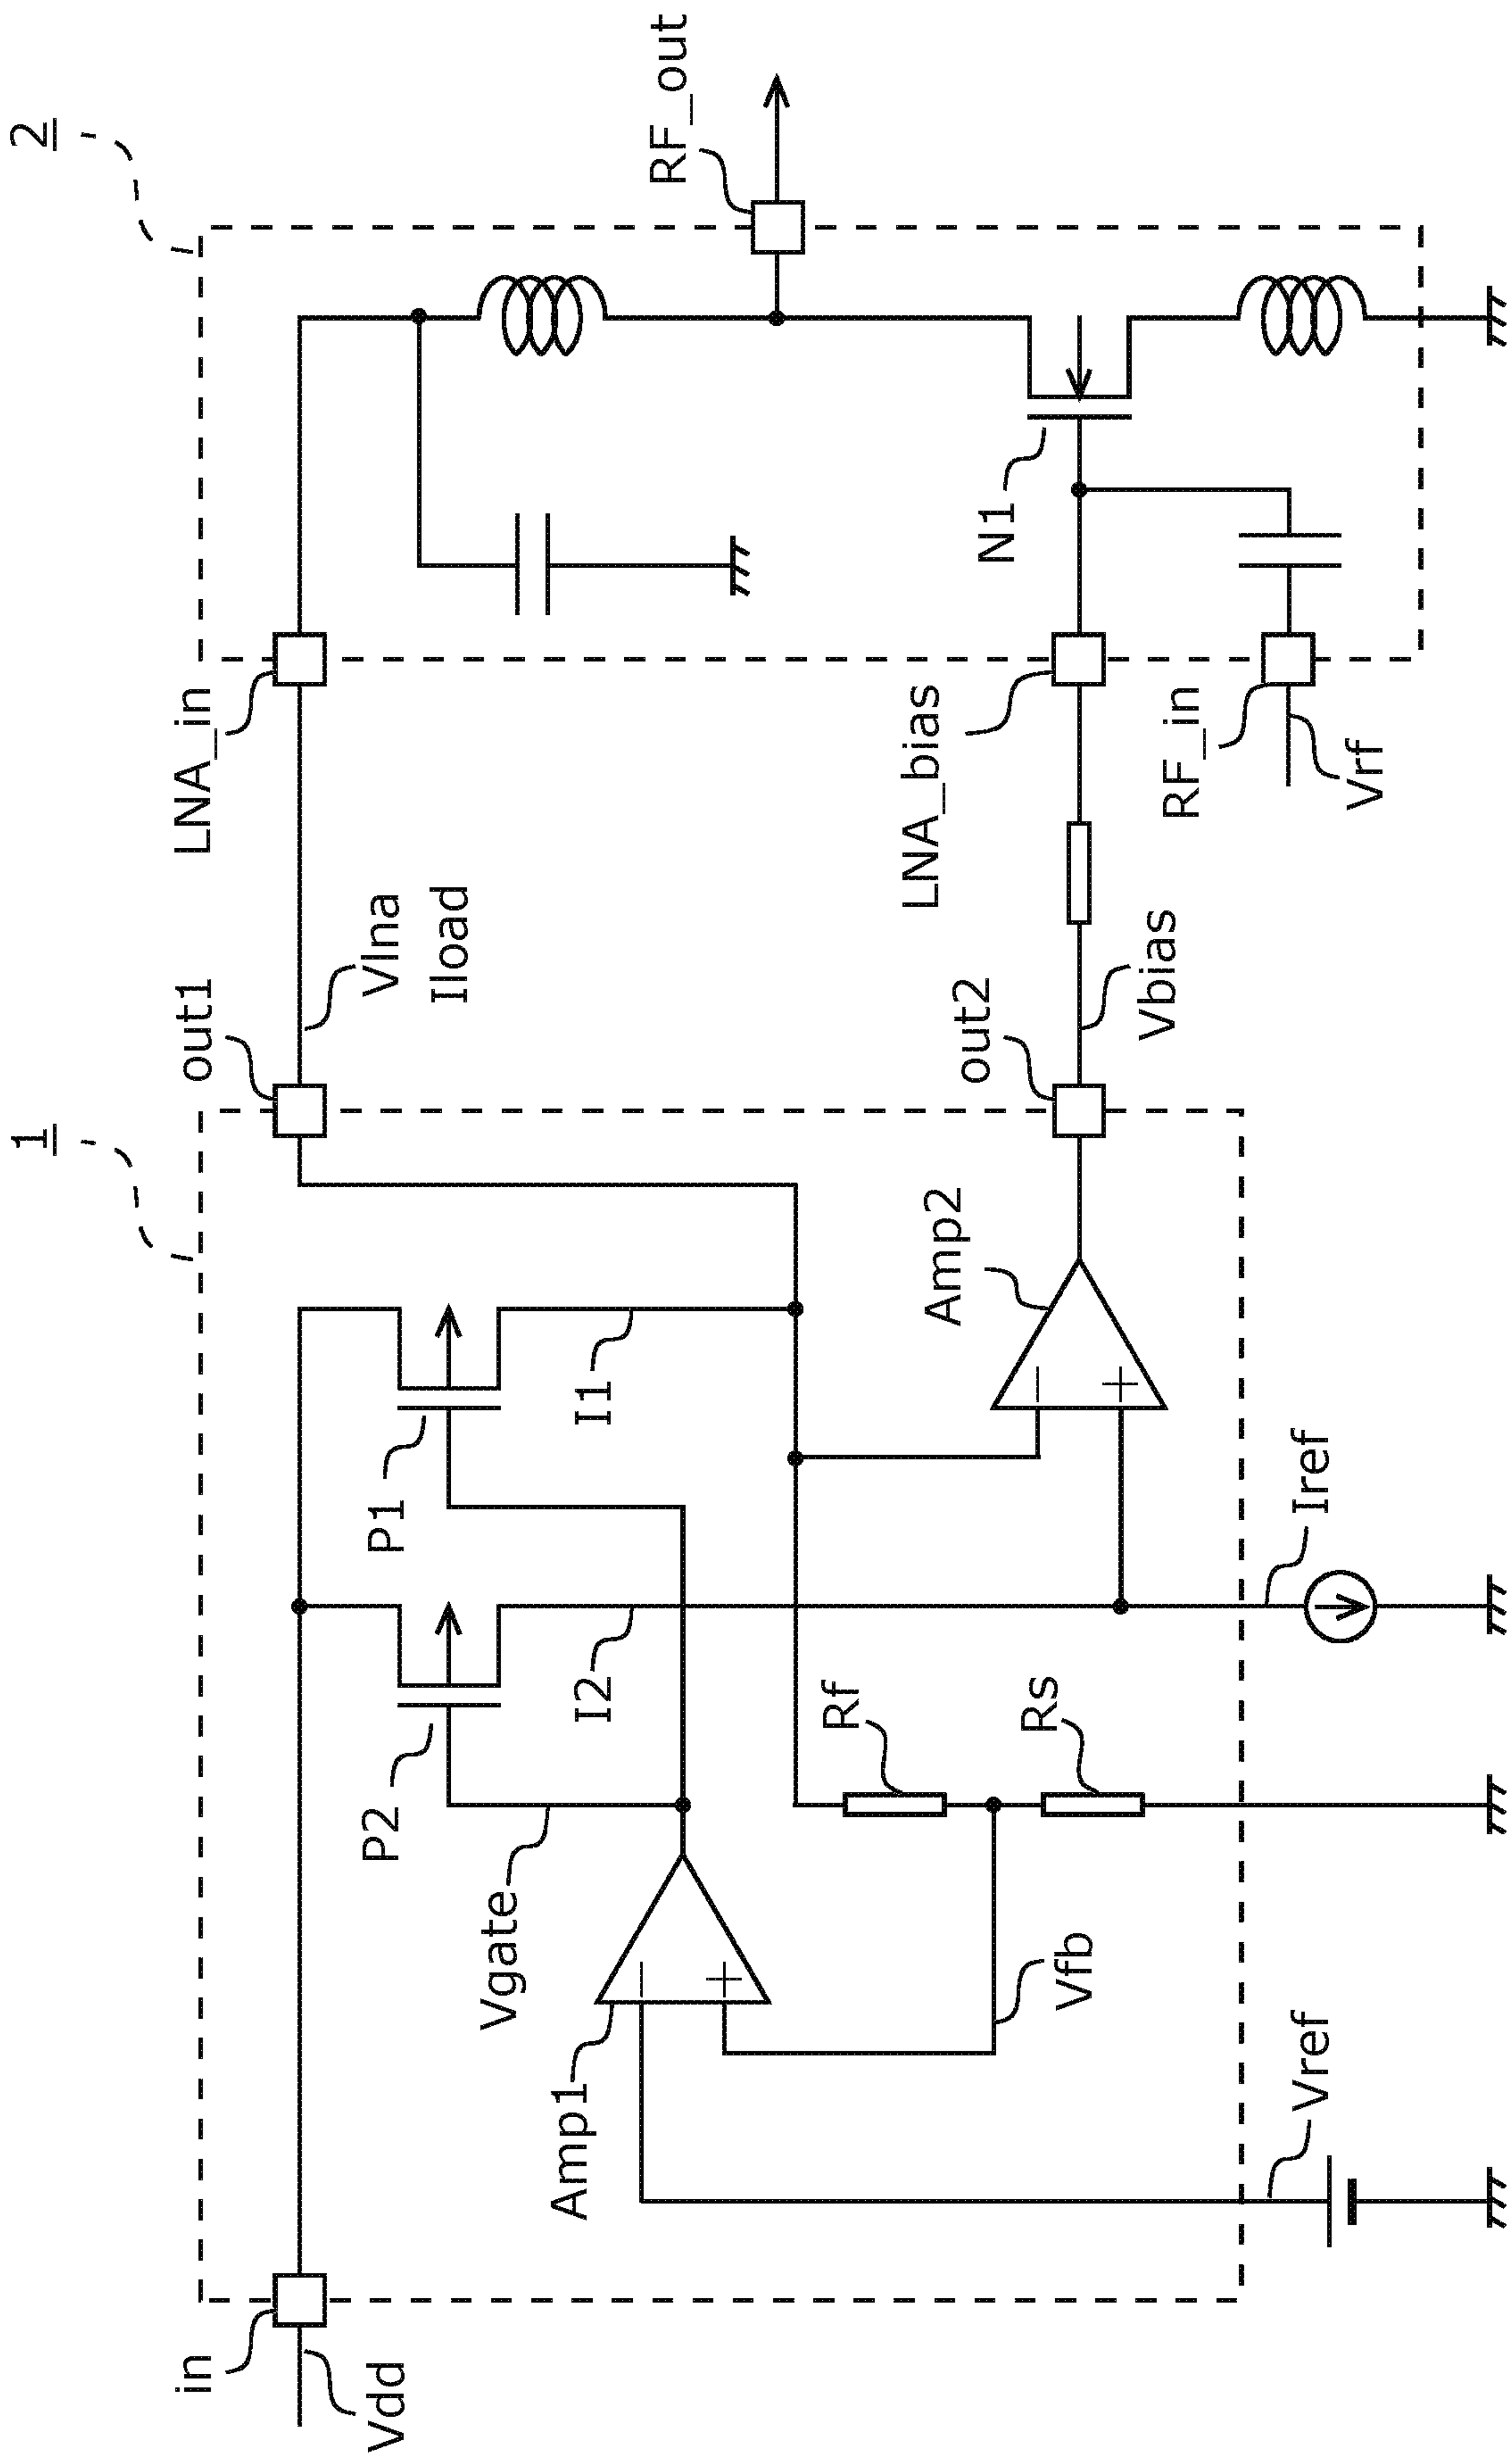 1
2
in
Vdd
out1
LNA_in
Vlna
Iload
RF_out
P2
P1
I2
I1
Vgate
Amp1
Vfb
Rf
Rs
Amp2
−
+
−
+
out2
Vbias
LNA_bias
N1
RF_in
Vrf
Vref
Iref